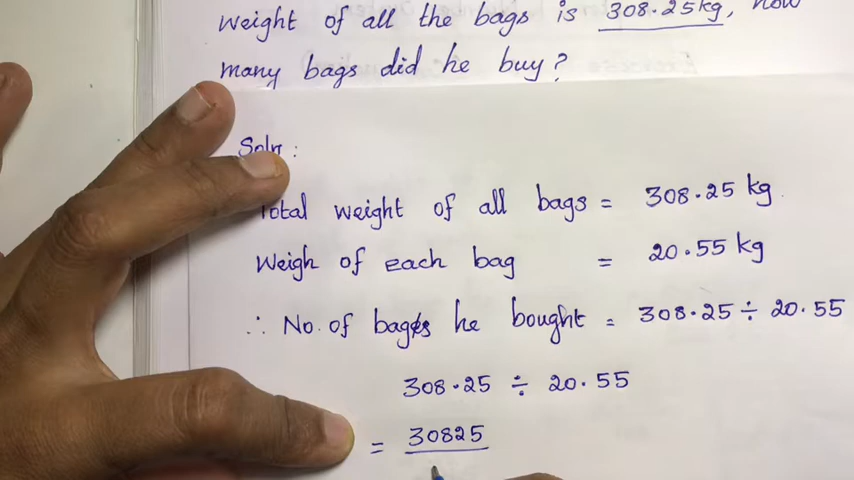 weight of all the bags is 308.25kg, how
many bags did he buy?
Soln:
Total weight of all bags = 308.25 kg
Weigh of each bag = 20.55 kg
∴ No. of bags he bought = 308.25 ÷ 20.55
308.25 ÷ 20.55
= 30825